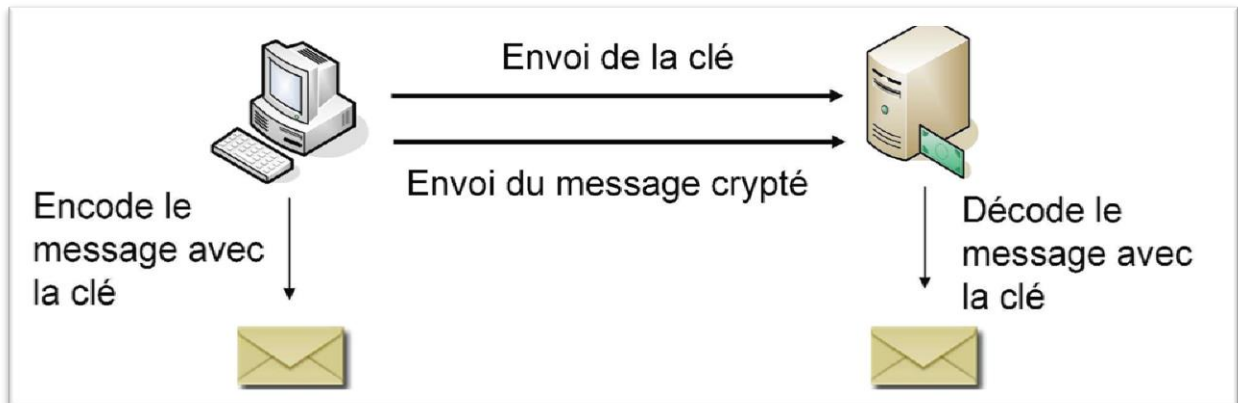 Envoi de la clé
Envoi du message crypté
Encode le
message avec
la clé
Décode le
message avec
la clé